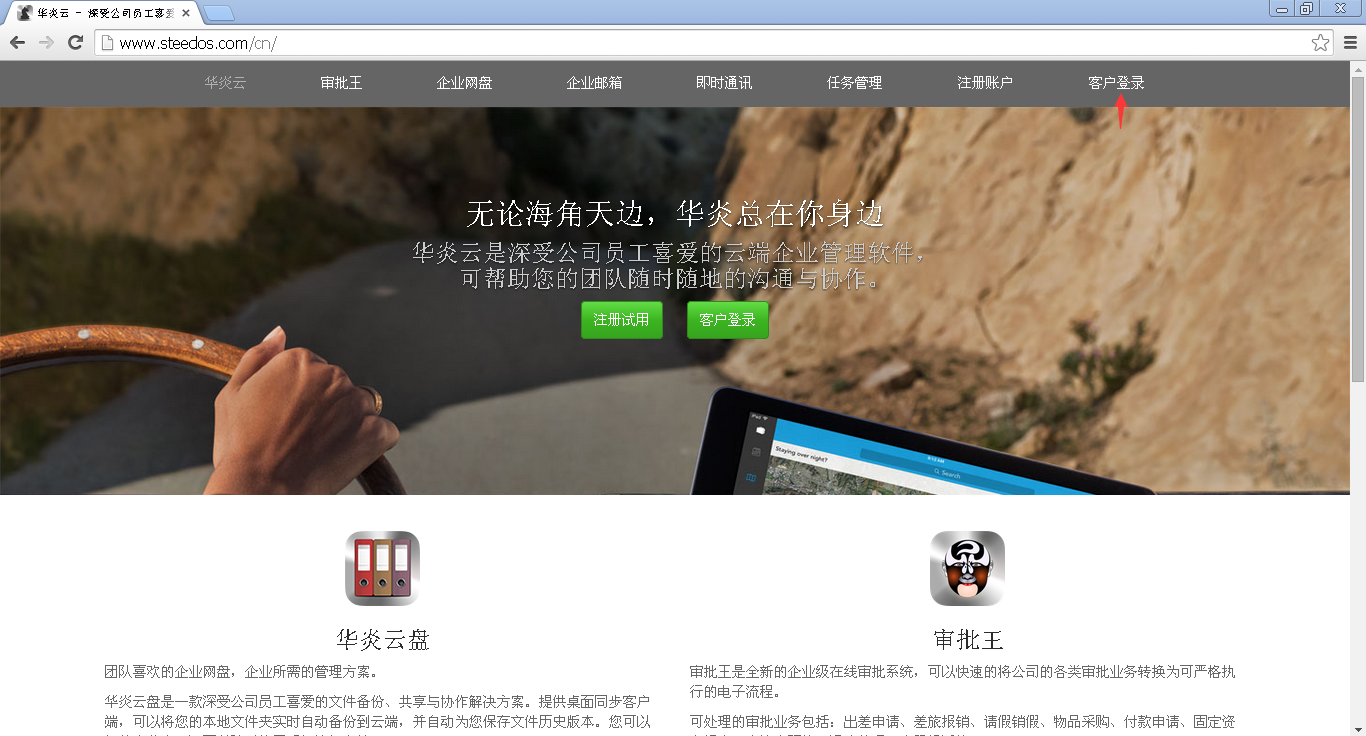 华炎云 - 深受公司员工喜爱
www.steedos.com/cn/
华炎云 审批王 企业网盘 企业邮箱 即时通讯 任务管理 注册账户 客户登录
无论海角天边，华炎总在你身边
华炎云是深受公司员工喜爱的云端企业管理软件，
可帮助您的团队随时随地的沟通与协作。
注册试用 客户登录
iPad
Staying over night?
9:12 AM
Search
华炎云盘
团队喜欢的企业网盘，企业所需的管理方案。
华炎云盘是一款深受公司员工喜爱的文件备份、共享与协作解决方案。提供桌面同步客户
端，可以将您的本地文件夹实时自动备份到云端，并自动为您保存文件历史版本。您可以
审批王
审批王是全新的企业级在线审批系统，可以快速的将公司的各类审批业务转换为可严格执
行的电子流程。
可处理的审批业务包括：出差申请、差旅报销、请假销假、物品采购、付款申请、固定资